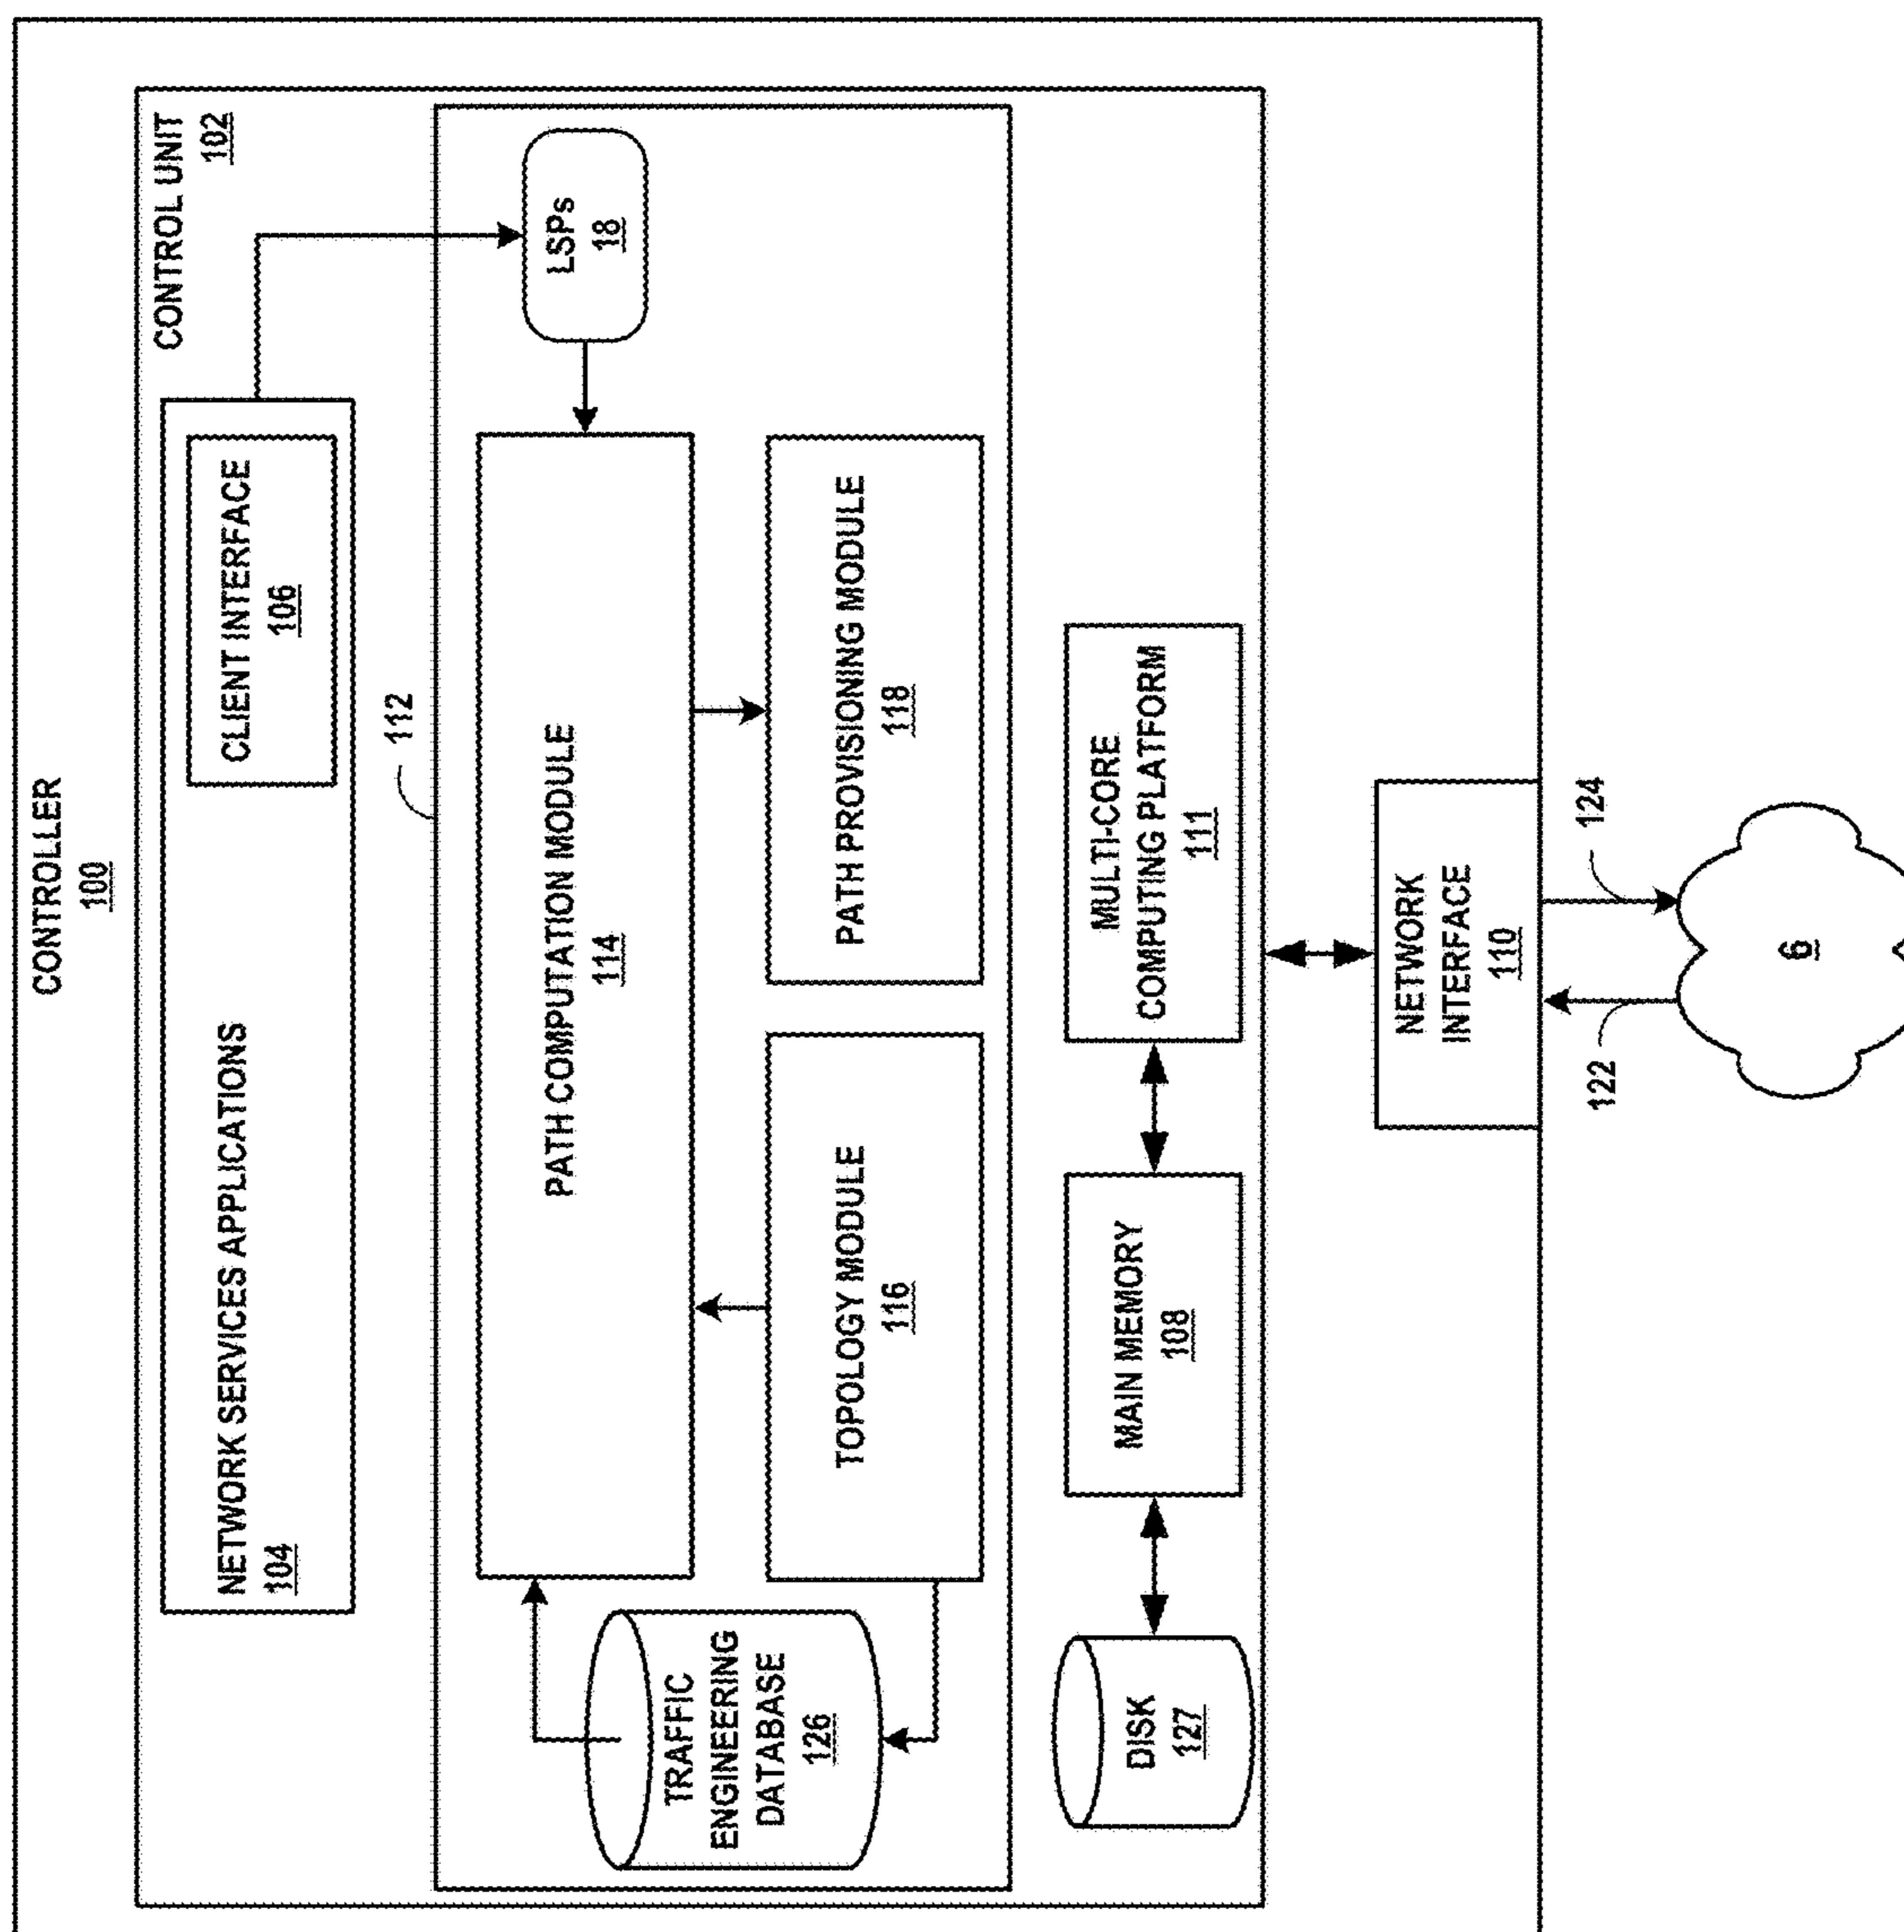 CONTROLLER
100
CONTROL UNIT
102
NETWORK SERVICES APPLICATIONS
104
CLIENT INTERFACE
106
112
LSPs
18
PATH COMPUTATION MODULE
114
TRAFFIC
ENGINEERING
DATABASE
126
TOPOLOGY MODULE
116
PATH PROVISIONING MODULE
118
DISK
127
MAIN MEMORY
108
MULTI-CORE
COMPUTING PLATFORM
111
NETWORK
INTERFACE
110
122
124
6